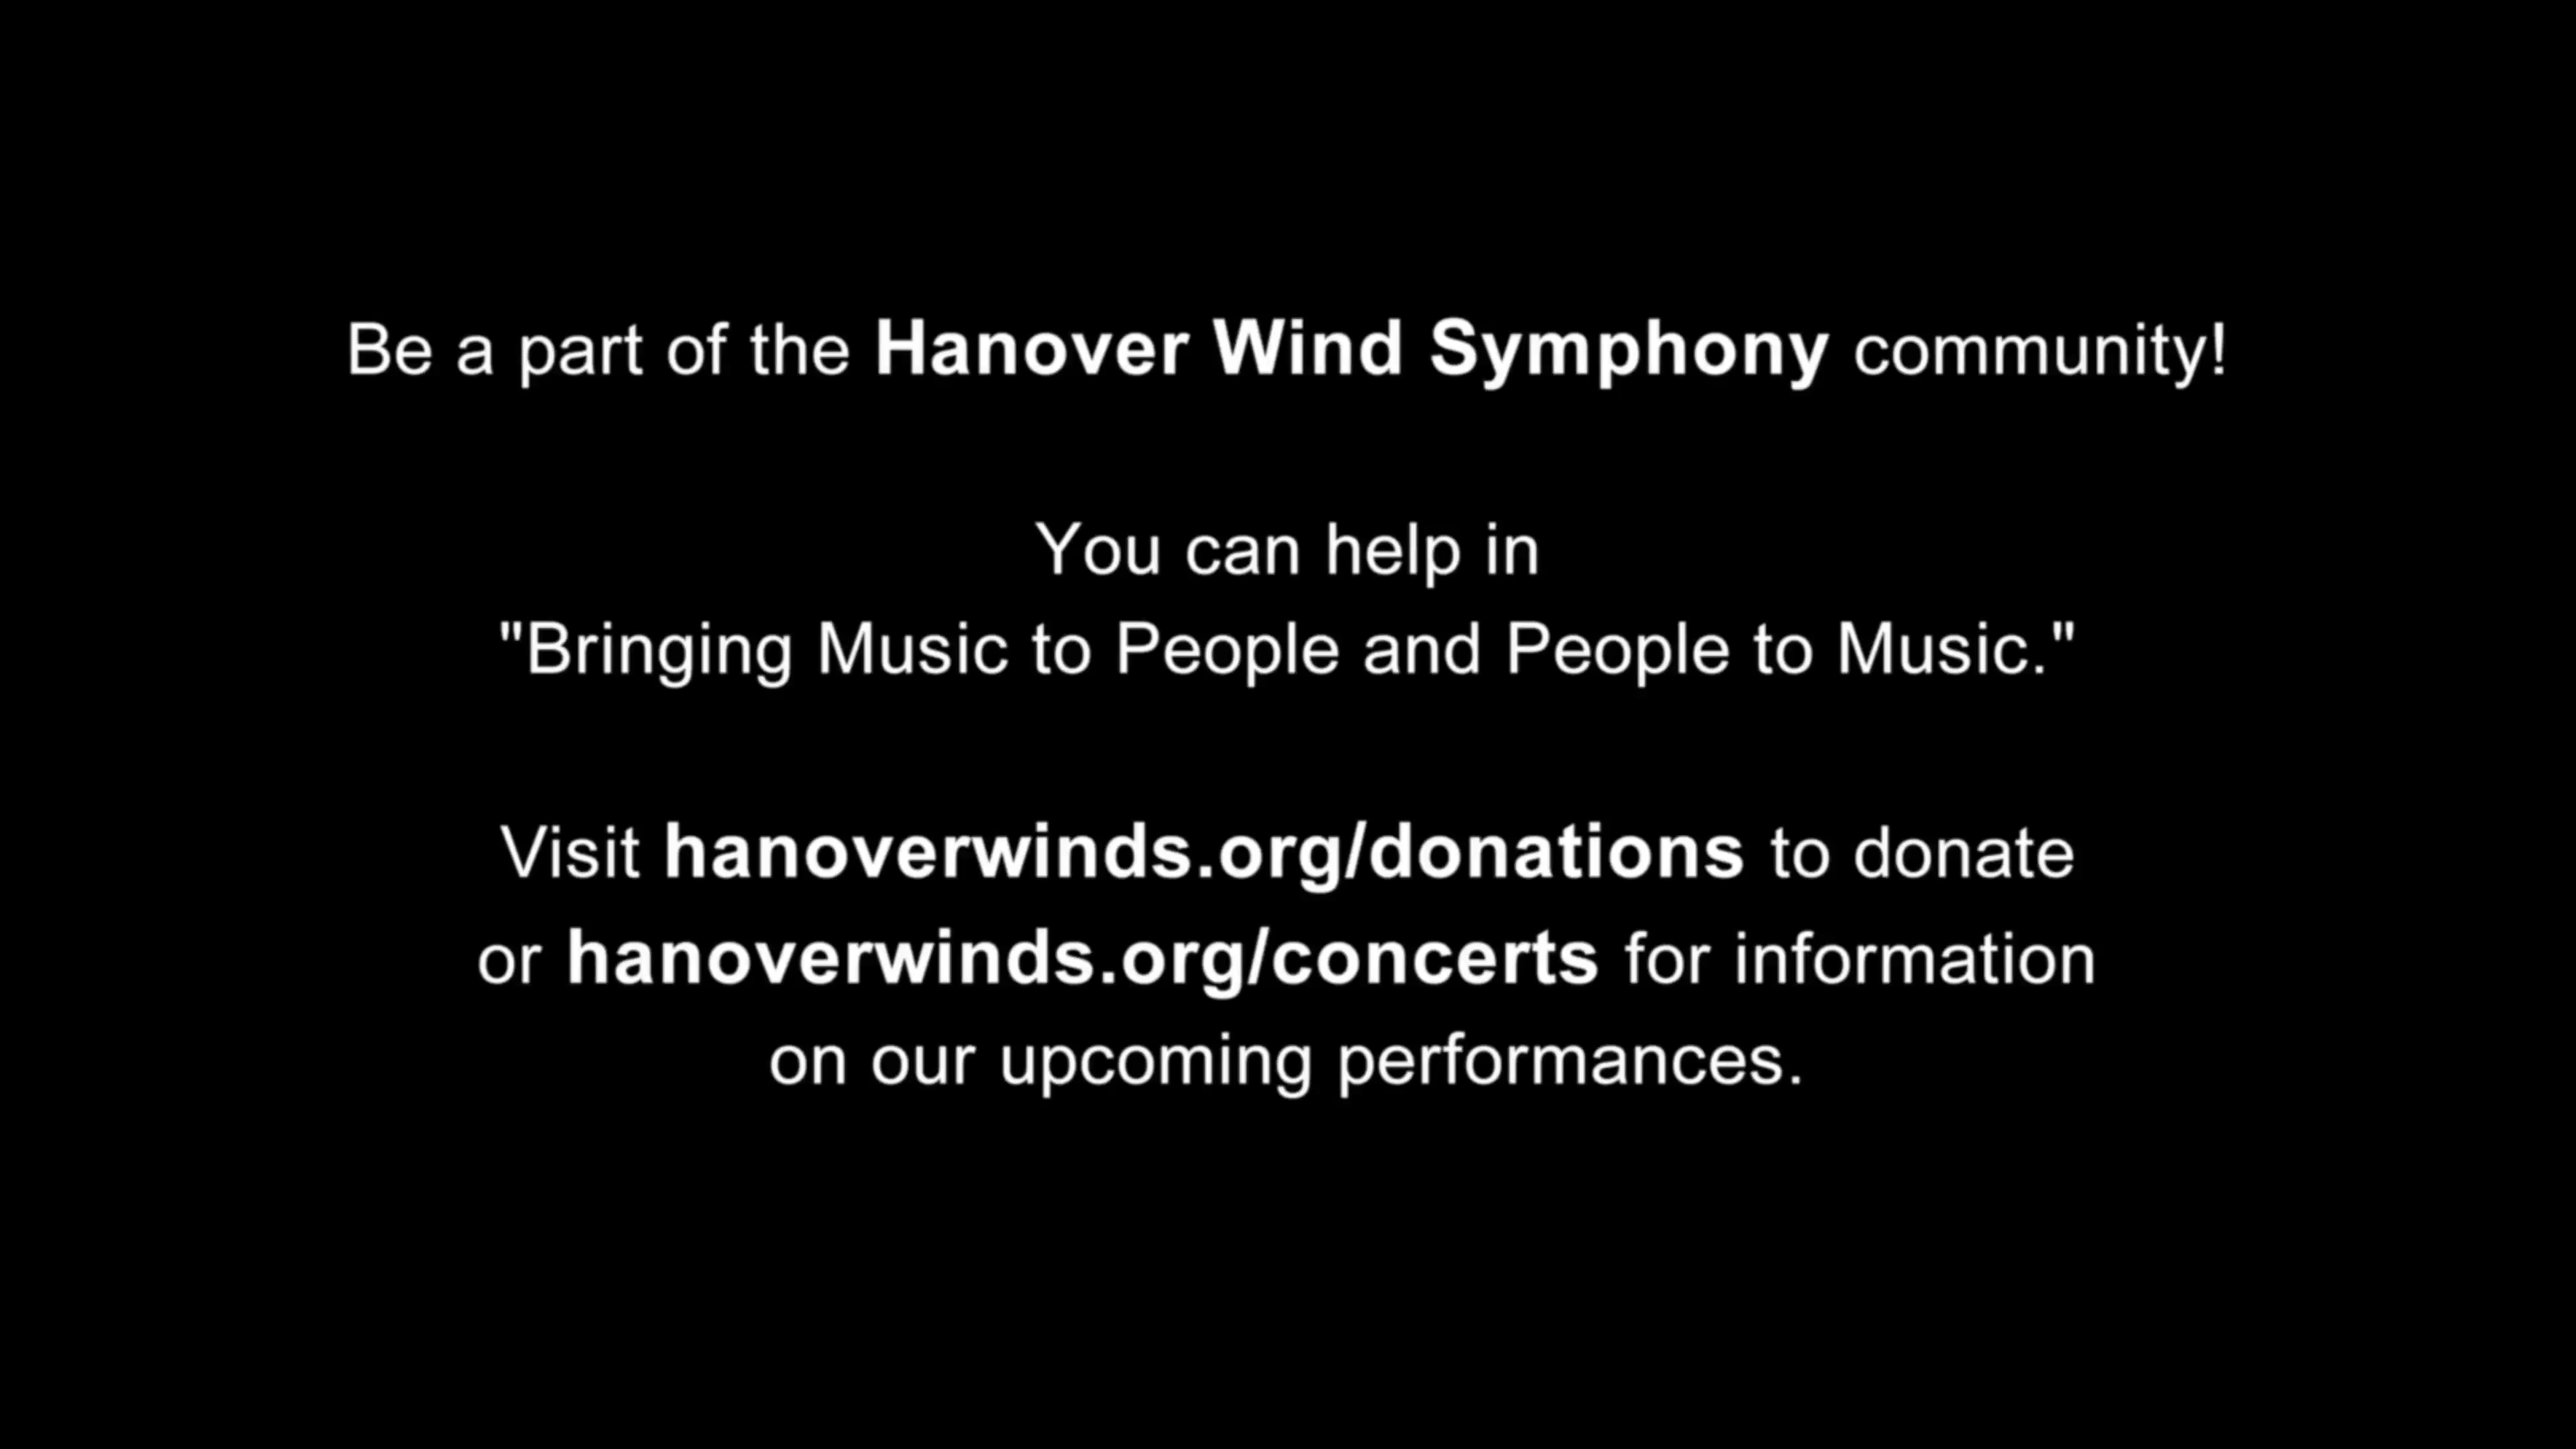 Be a part of the Hanover Wind Symphony community!
You can help in
"Bringing Music to People and People to Music."
Visit hanoverwinds.org/donations to donate
or hanoverwinds.org/concerts for information
on our upcoming performances.